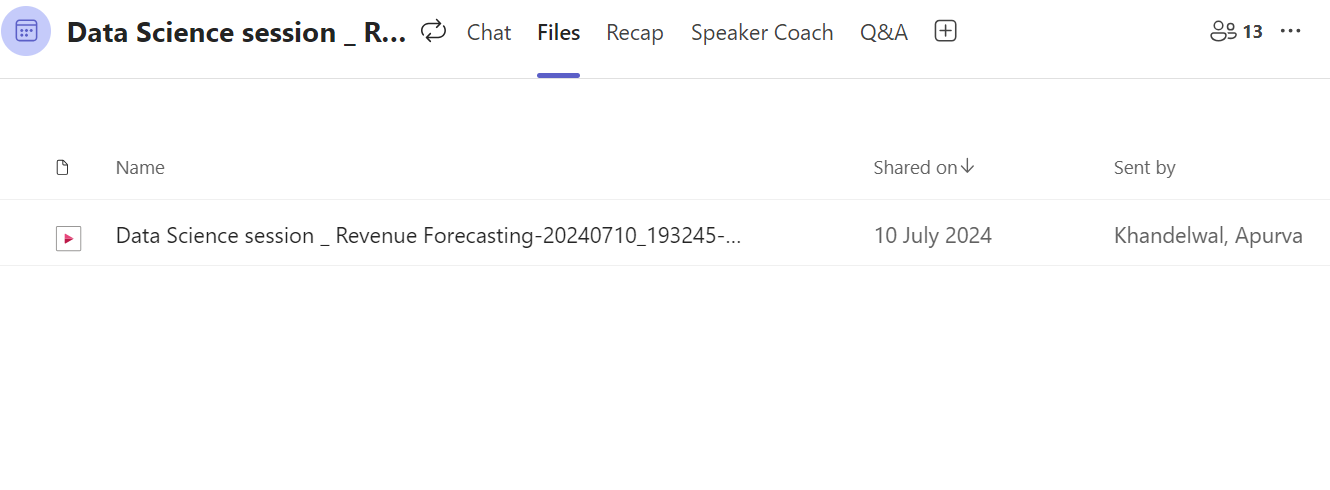 Data Science session _ R... Chat Files Recap Speaker Coach Q&A 13
Name Shared on Sent by
Data Science session _ Revenue Forecasting-20240710_193245-... 10 July 2024 Khandelwal, Apurva